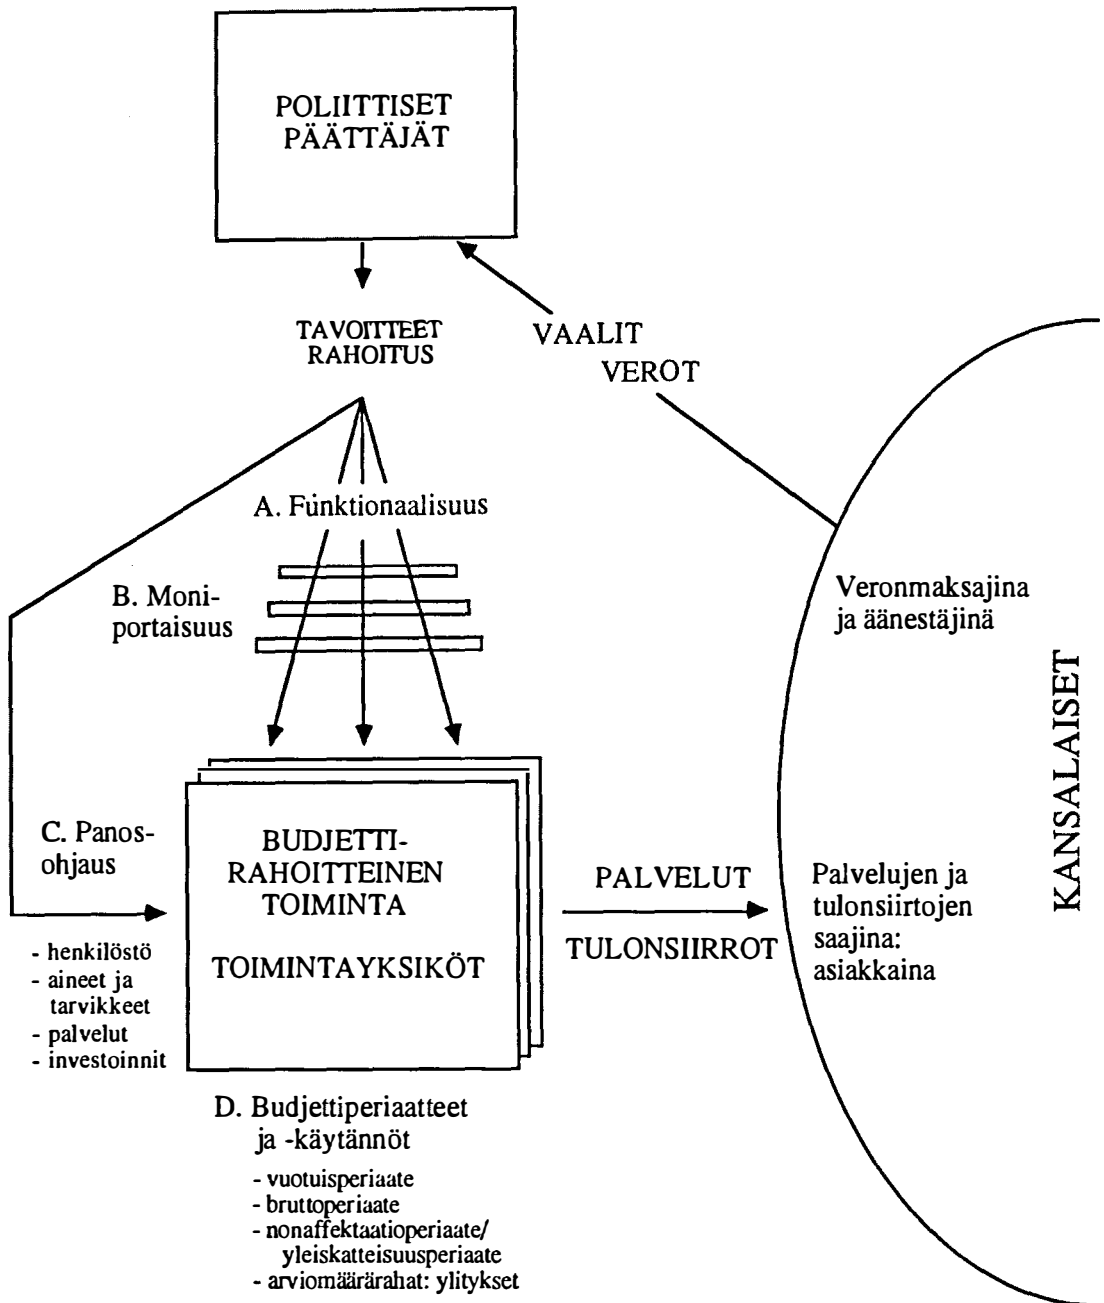 POLIITTISET
PÄÄTTÄJÄT
TAVOITTEET
RAHOITUS
VAALIT
VEROT
A. Funktionaalisuus
B. Moni-
portaisuus
Veronmaksajina
ja äänestäjinä
KANSALAISET
C. Panos-
ohjaus
- henkilöstö
- aineet ja
tarvikkeet
- palvelut
- investoinnit
BUDJETTI-
RAHOITTEINEN
TOIMINTA
TOIMINTAYKSIKÖT
PALVELUT
TULONSIIRROT
Palvelujen ja
tulonsiirtojen
saajina:
asiakkaina
D. Budjettiperiaatteet
ja -käytännöt
- vuotuisperiaate
- bruttoperiaate
- nonaffektaatioperiaate/
yleiskatteisuusperiaate
- arviomäärärahat: ylitykset